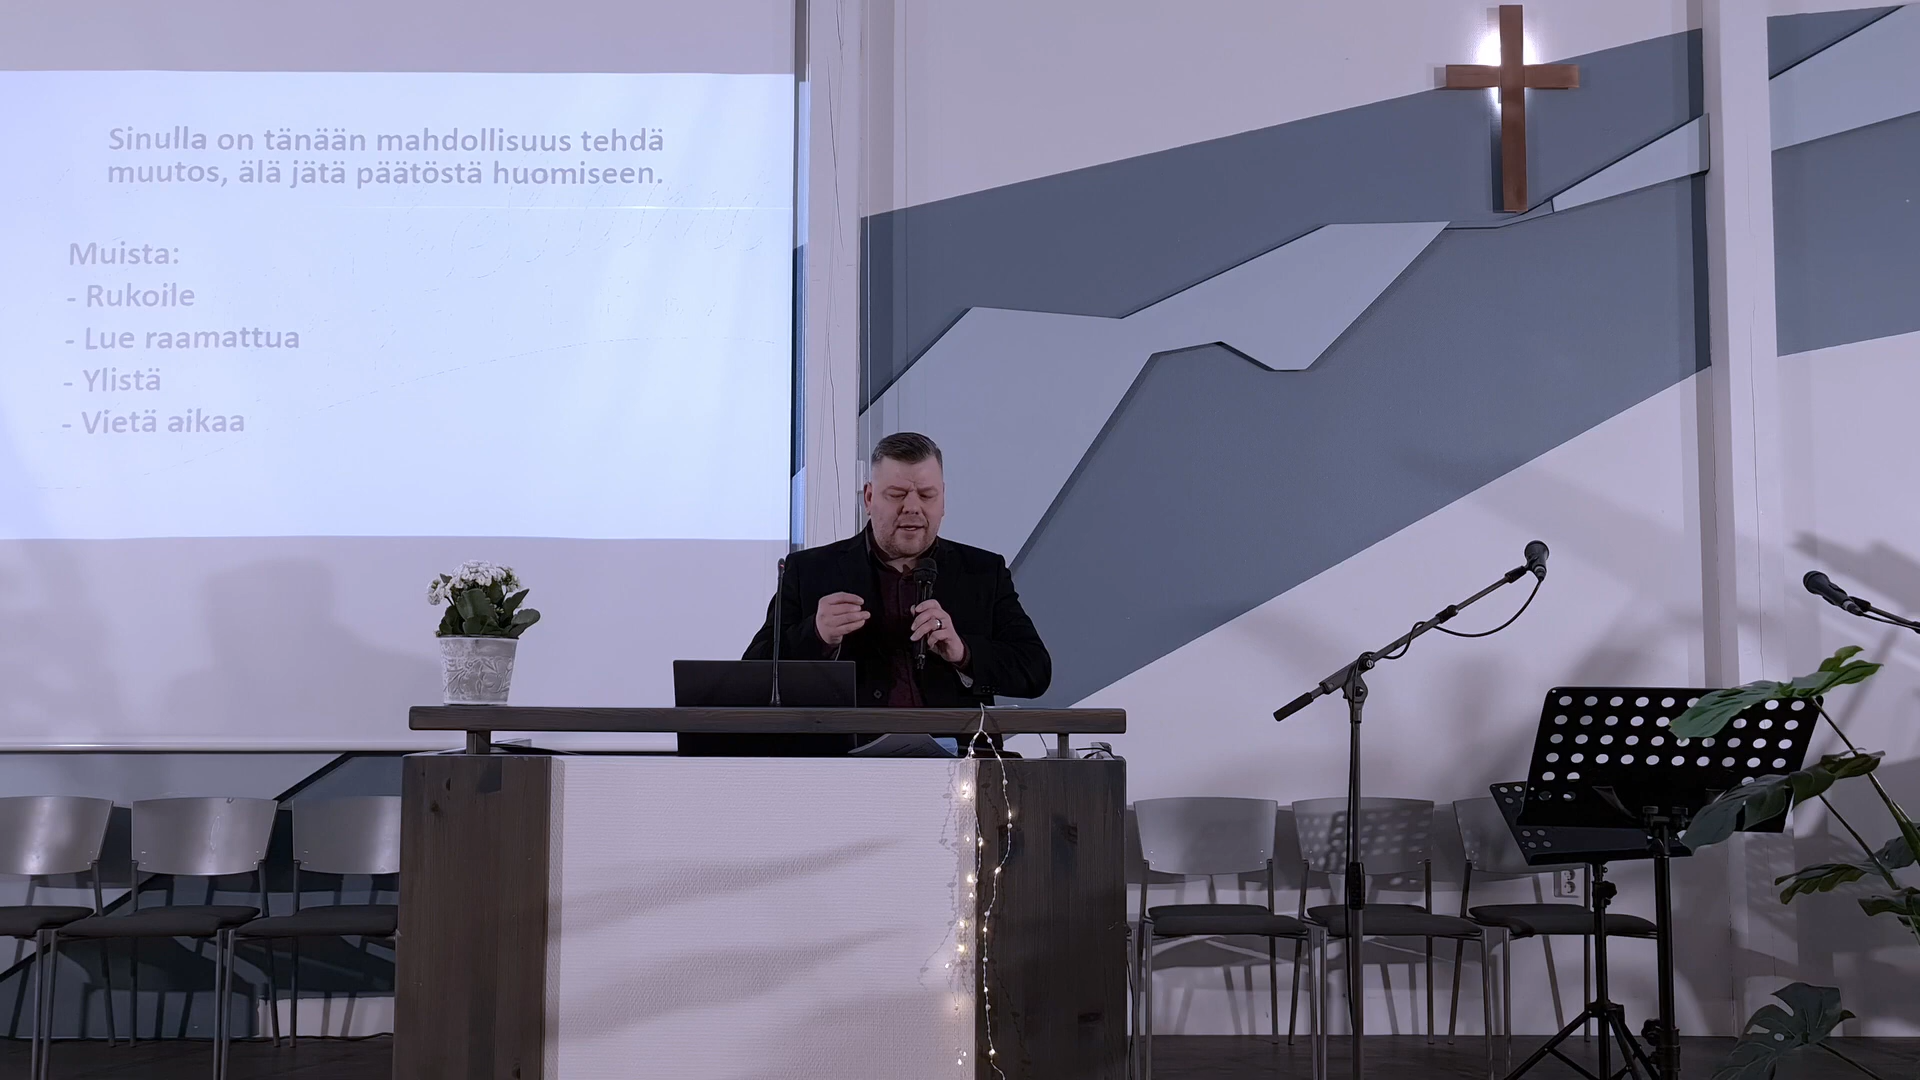 Sinulla on tänään mahdollisuus tehdä
muutos, älä jätä päätöstä huomiseen.
Muista:
- Rukoile
- Lue raamattua
- Ylistä
- Vietä aikaa